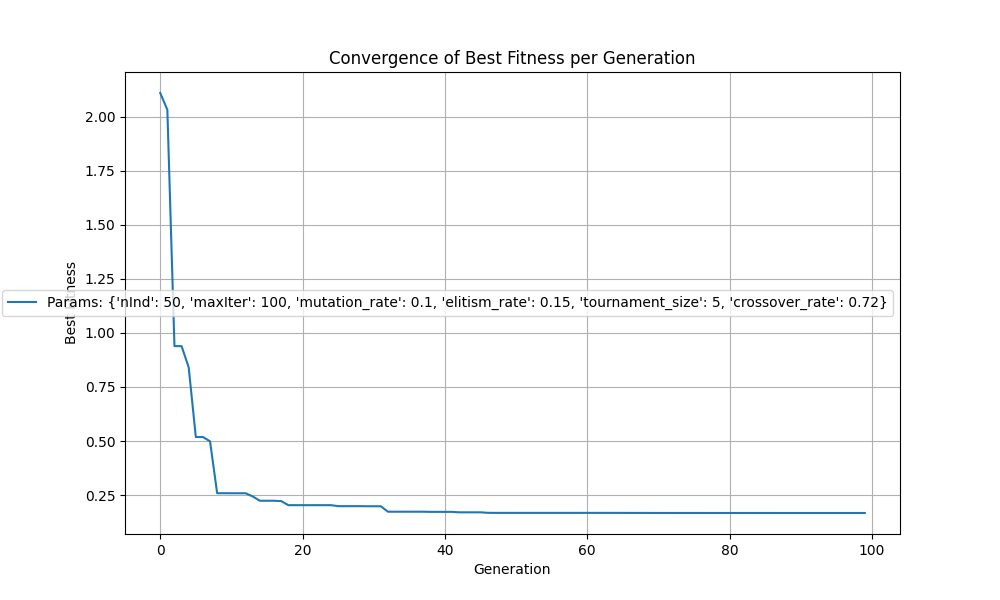 Convergence of Best Fitness per Generation
2.00
1.75
1.50
1.25
Params: {'nInd': 50, 'maxIter': 100, 'mutation_rate': 0.1, 'elitism_rate': 0.15, 'tournament_size': 5, 'crossover_rate': 0.72}
1.00
0.75
0.50
0.25
Best Fitness
0 20 40 60 80 100
Generation